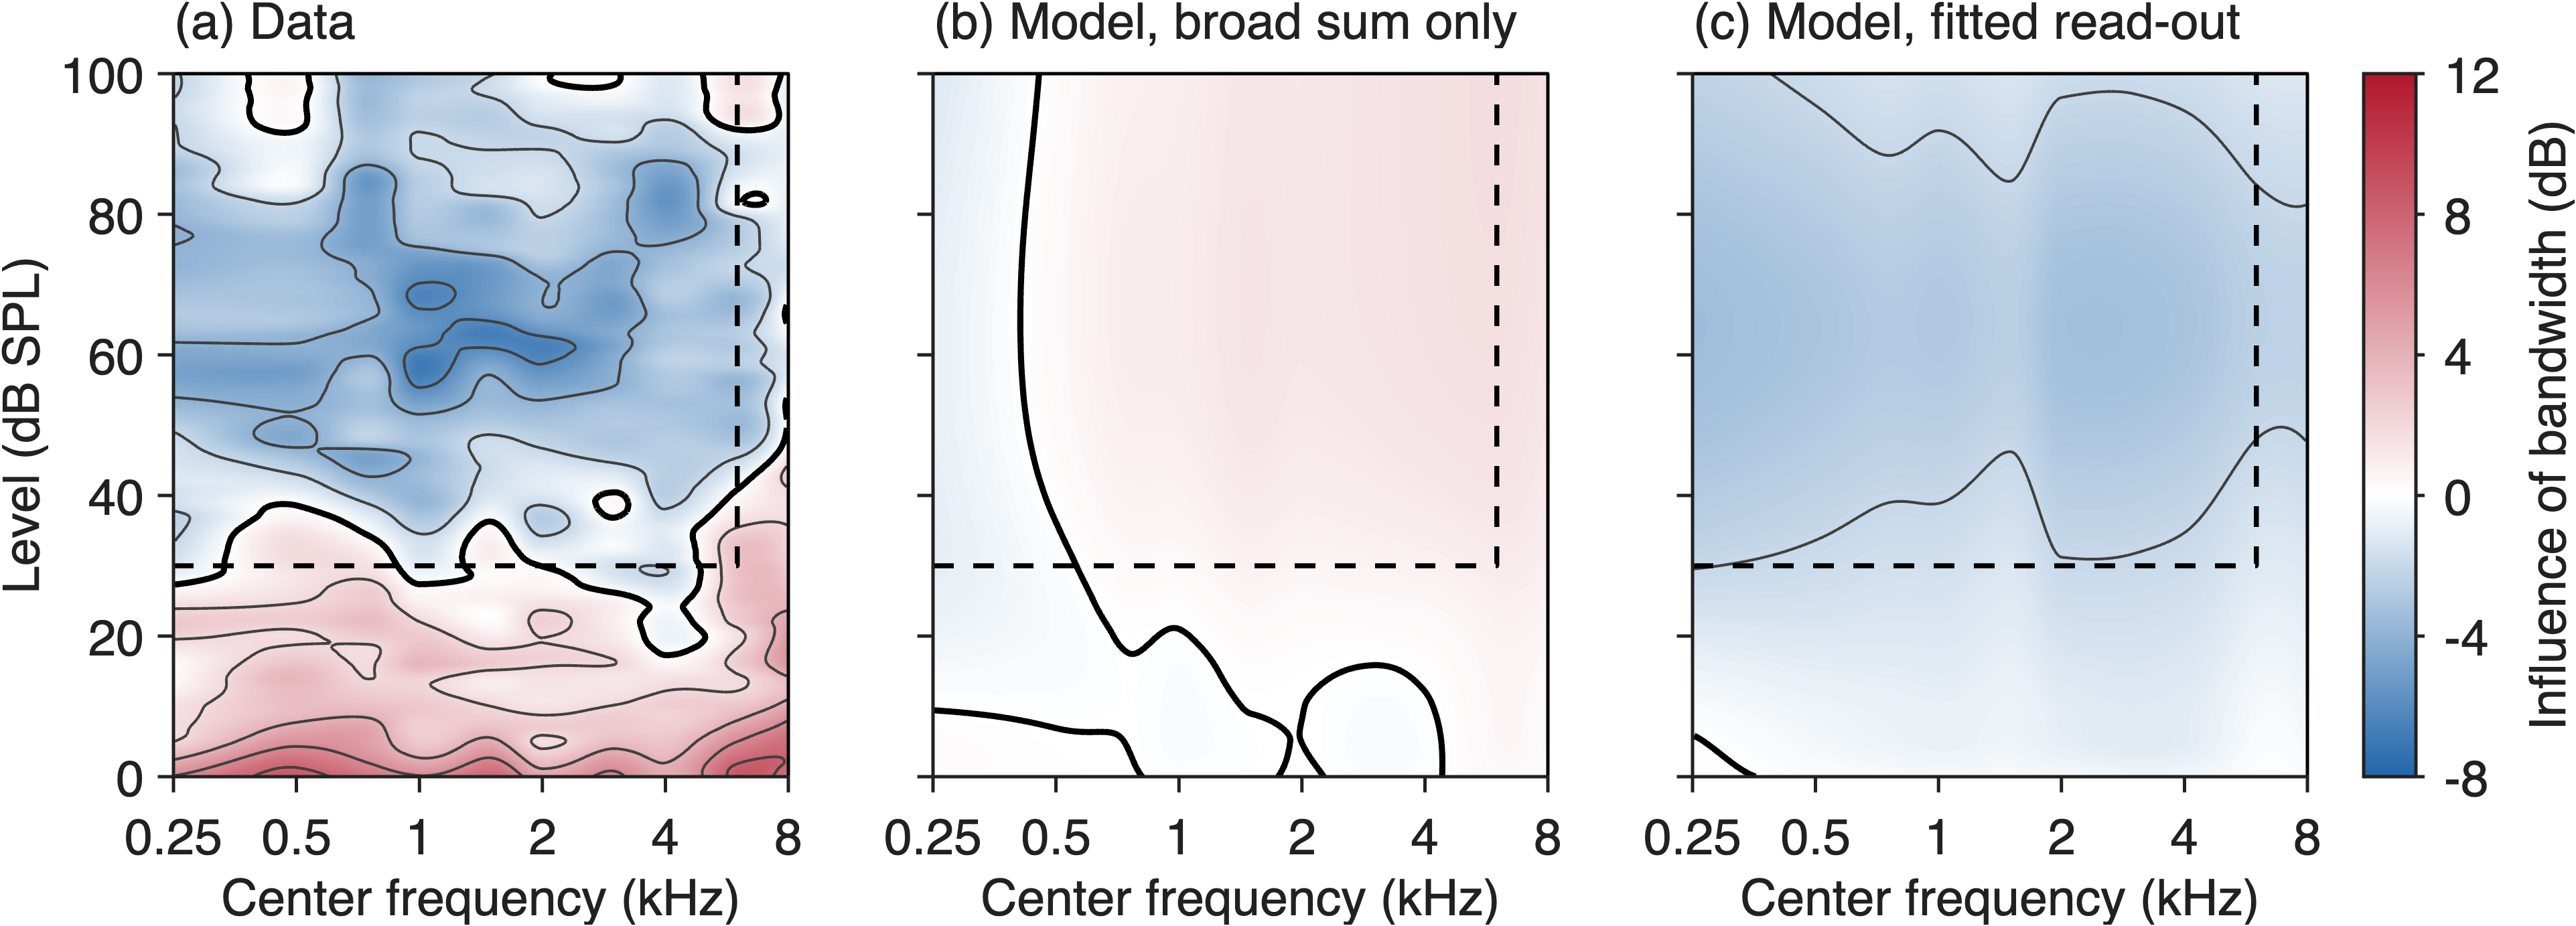 (a) Data
(b) Model, broad sum only
(c) Model, fitted read-out
Level (dB SPL)
100
80
60
40
20
0
0.25 0.5 1 2 4 8
Center frequency (kHz)
0.25 0.5 1 2 4 8
Center frequency (kHz)
0.25 0.5 1 2 4 8
Center frequency (kHz)
12
8
4
0
-4
-8
Influence of bandwidth (dB)